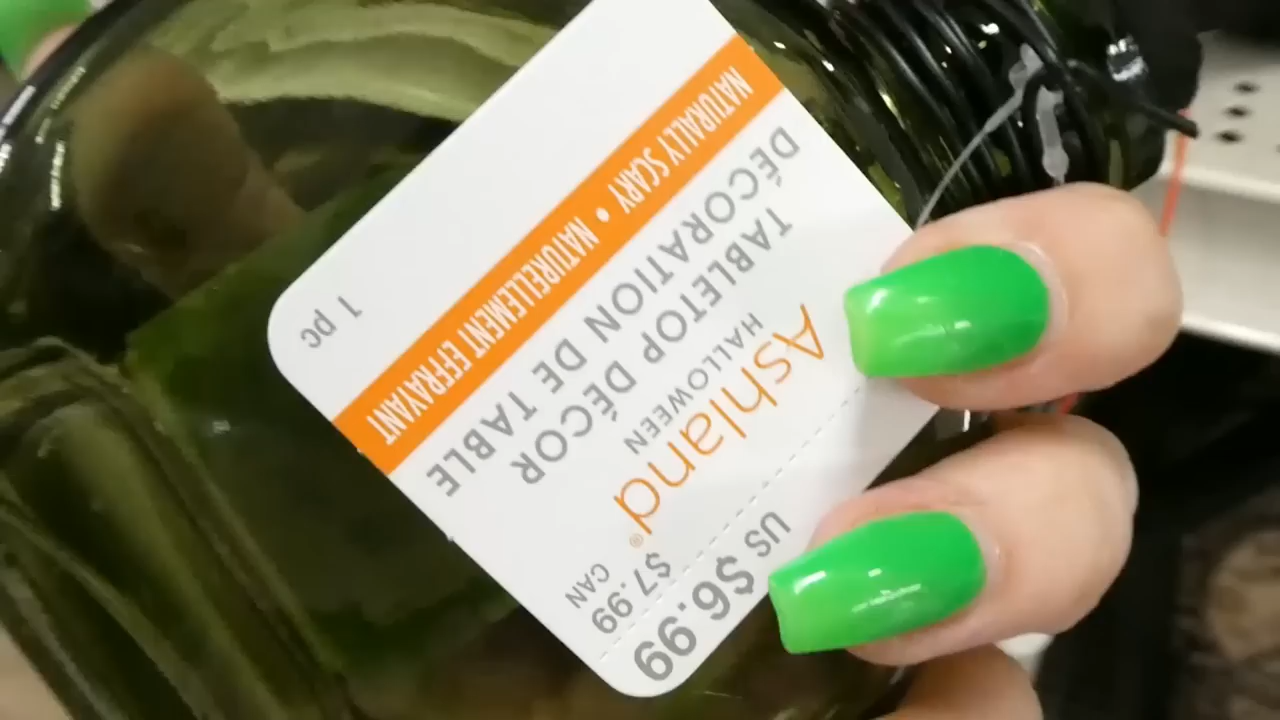 US $6.99
$7.99 CAN
Ashland®
HALLOWEEN
TABLETOP DÉCOR
DÉCORATION DE TABLE
NATURALLY SCARY • NATURELLEMENT EFFRAYANT
1 pc